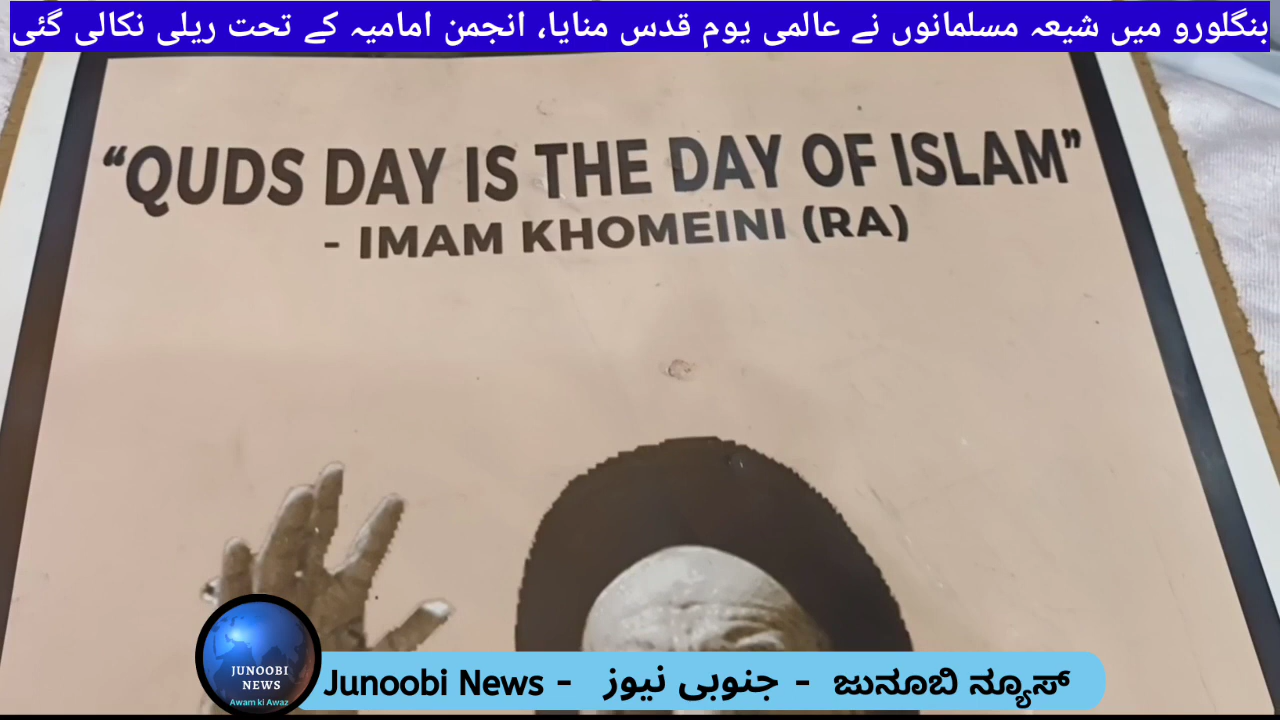 بنگلورو میں شیعہ مسلمانوں نے عالمی یوم قدس منایا، انجمن امامیہ کے تحت ریلی نکالی گئی
“QUDS DAY IS THE DAY OF ISLAM”
- IMAM KHOMEINI (RA)
JUNOOBI
NEWS
Awam ki Awaz
Junoobi News - جنوبی نیوز - ಜುನೂಬಿ ನ್ಯೂಸ್